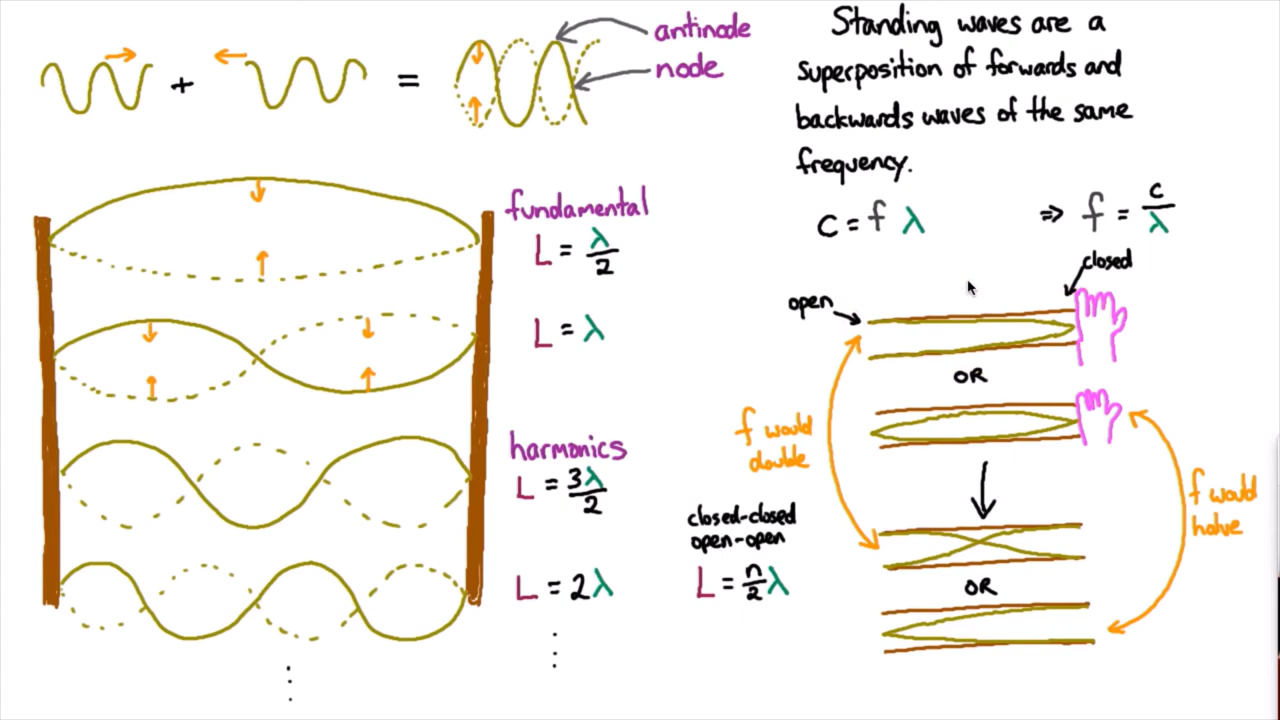 +
=
antinode
node
Standing waves are a
superposition of forwards and
backwards waves of the same
frequency.
c = f λ
⇒ f = c/λ
fundamental
L = λ/2
L = λ
harmonics
L = 3λ/2
L = 2λ
closed-closed
open-open
L = n/2 λ
closed
open
OR
f would
double
OR
f would
halve